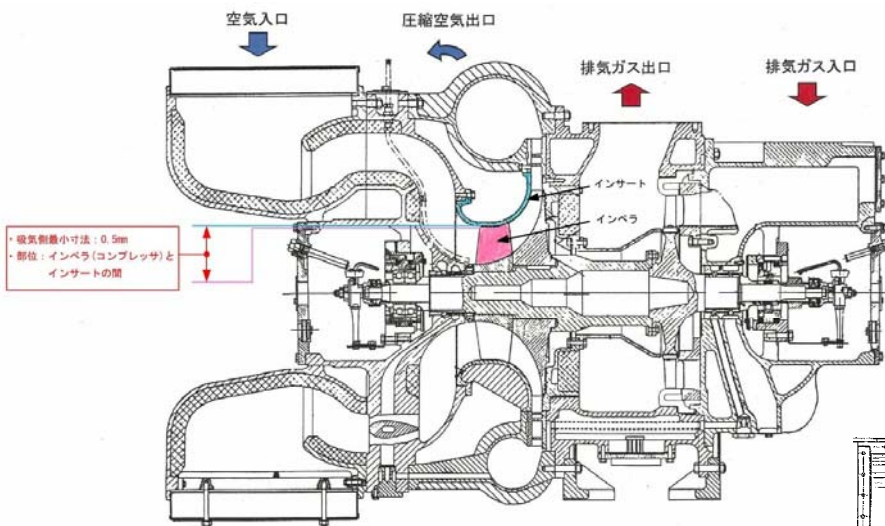 空気入口
圧縮空気出口
排気ガス出口
排気ガス入口
インサート
インペラ
・吸気側最小寸法：0.5mm
・部位：インペラ(コンプレッサ)と
インサートの間